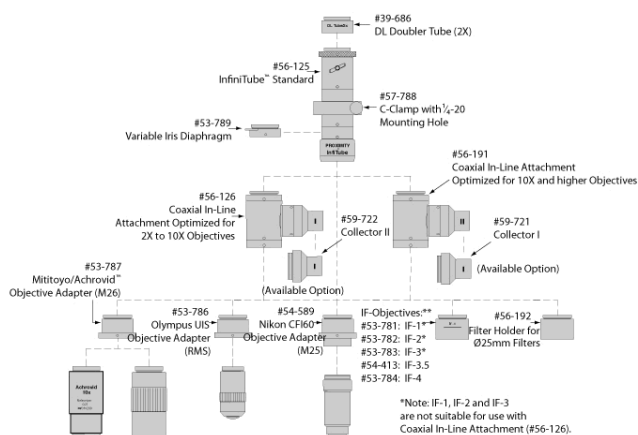 #39-686
DL Doubler Tube (2X)
#56-125
InfiniTube™ Standard
#57-788
C-Clamp with ¼-20
Mounting Hole
#53-789
Variable Iris Diaphragm
PROXIMITY
InfiTube
#56-191
Coaxial In-Line Attachment
Optimized for 10X and higher Objectives
#56-126
Coaxial In-Line
Attachment Optimized for
2X to 10X Objectives
I
II
#59-722
Collector II
I
(Available Option)
#59-721
Collector I
I
(Available Option)
#53-787
Mititoyo/Achrovid™
Objective Adapter (M26)
#53-786
Olympus UIS
Objective Adapter
(RMS)
#54-589
Nikon CFI60
Objective Adapter
(M25)
IF-Objectives:**
#53-781: IF-1*
#53-782: IF-2*
#53-783: IF-3*
#54-413: IF-3.5
#53-784: IF-4
#56-192
Filter Holder for
Ø25mm Filters
Achroid
10x
*Note: IF-1, IF-2 and IF-3
are not suitable for use with
Coaxial In-Line Attachment (#56-126).